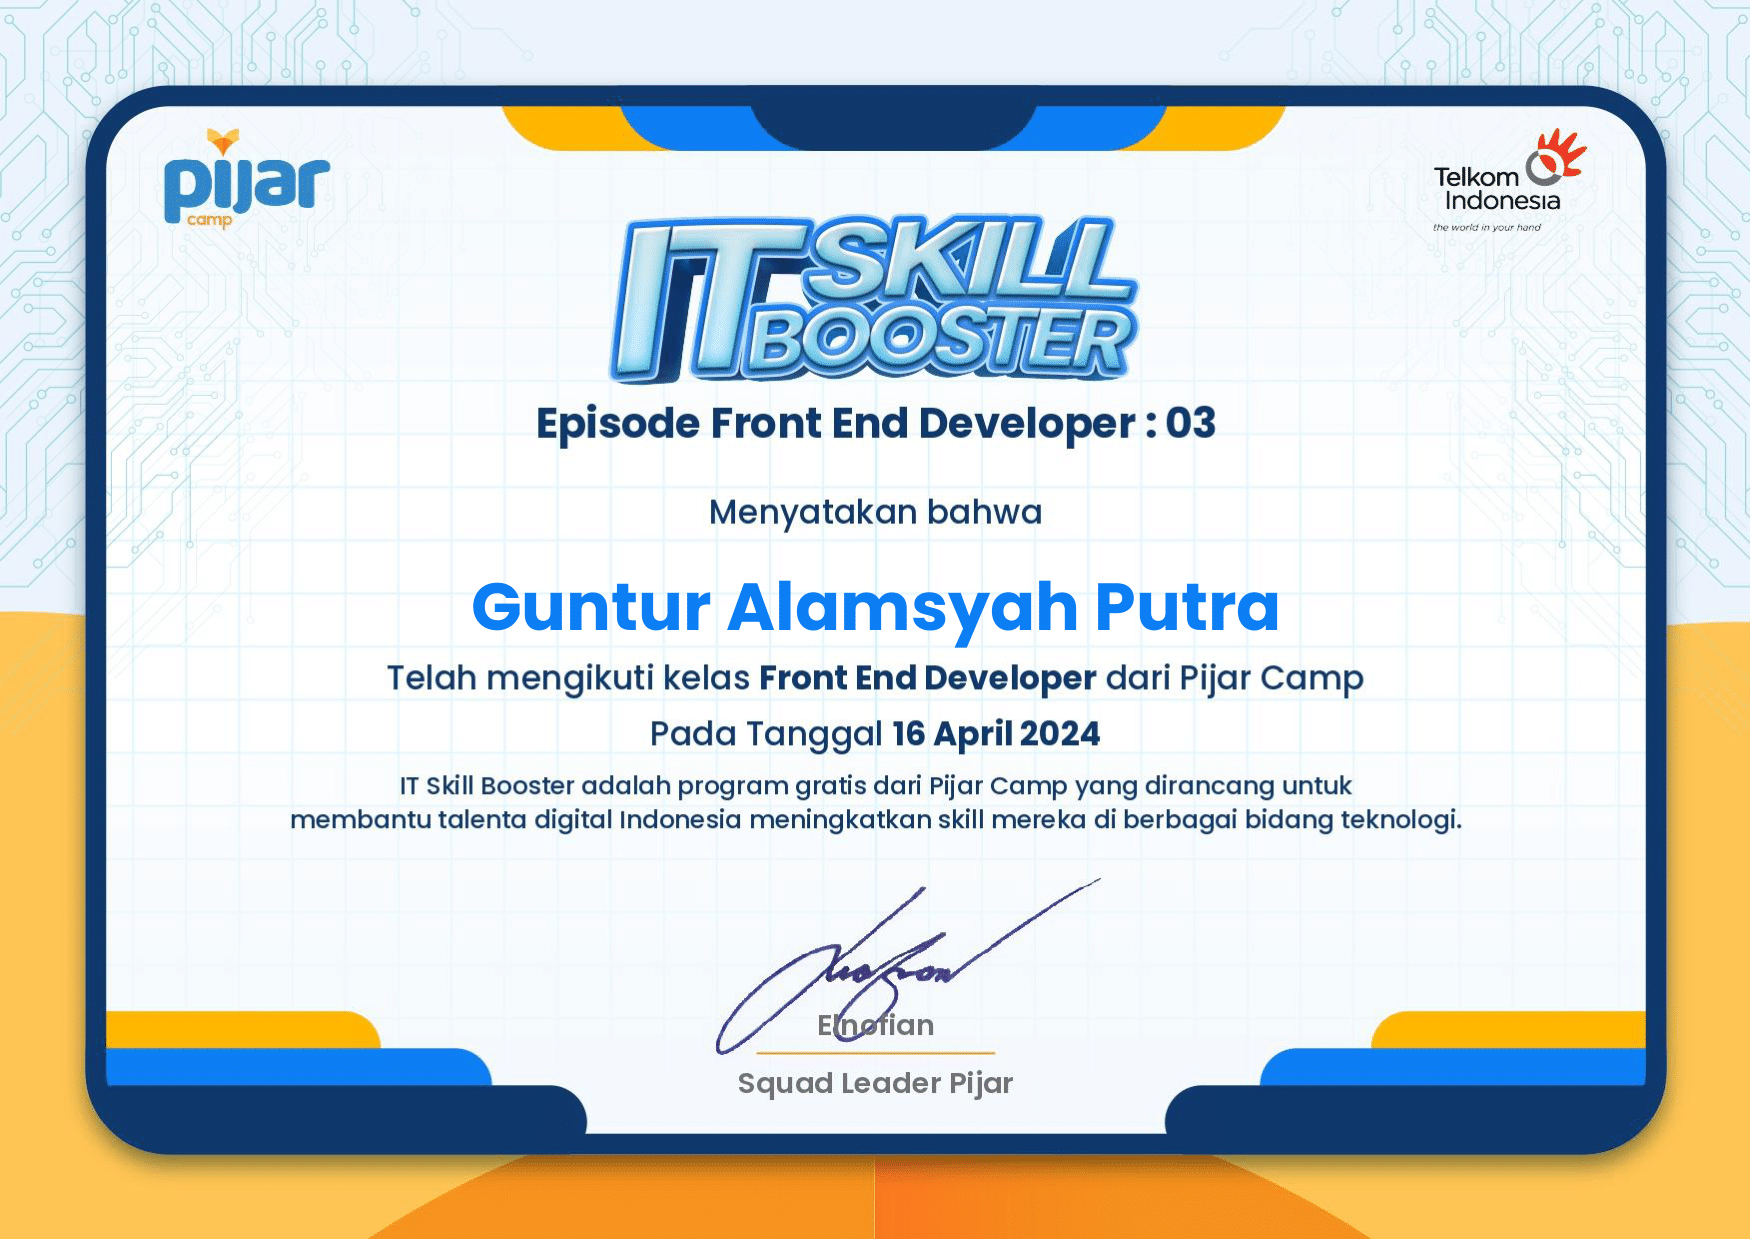 pijar
camp
Telkom
Indonesia
the world in your hand
IT SKILL
BOOSTER
Episode Front End Developer : 03
Menyatakan bahwa
Guntur Alamsyah Putra
Telah mengikuti kelas Front End Developer dari Pijar Camp
Pada Tanggal 16 April 2024
IT Skill Booster adalah program gratis dari Pijar Camp yang dirancang untuk
membantu talenta digital Indonesia meningkatkan skill mereka di berbagai bidang teknologi.
Elnofian
Squad Leader Pijar